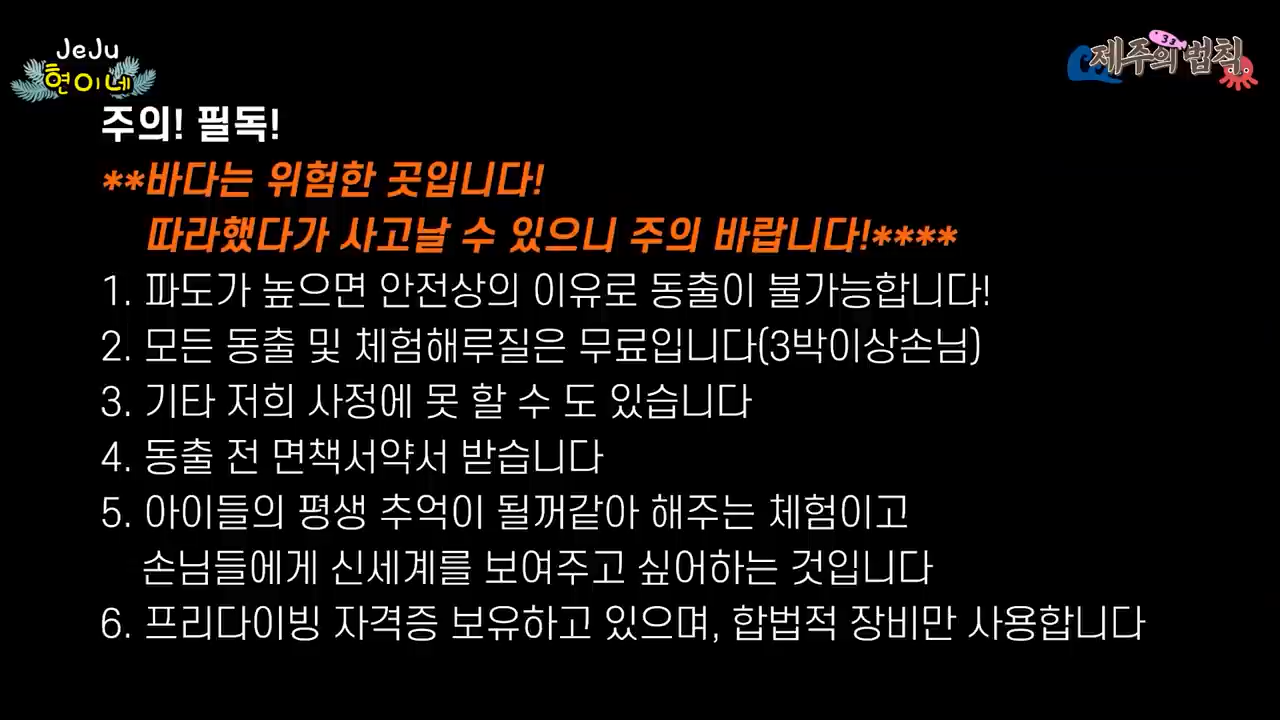 JeJu
현이네
제주의 법칙
주의! 필독!
**바다는 위험한 곳입니다!
따라했다가 사고날 수 있으니 주의 바랍니다!****
1. 파도가 높으면 안전상의 이유로 동출이 불가능합니다!
2. 모든 동출 및 체험해루질은 무료입니다(3박이상손님)
3. 기타 저희 사정에 못 할 수 도 있습니다
4. 동출 전 면책서약서 받습니다
5. 아이들의 평생 추억이 될꺼같아 해주는 체험이고
손님들에게 신세계를 보여주고 싶어하는 것입니다
6. 프리다이빙 자격증 보유하고 있으며, 합법적 장비만 사용합니다